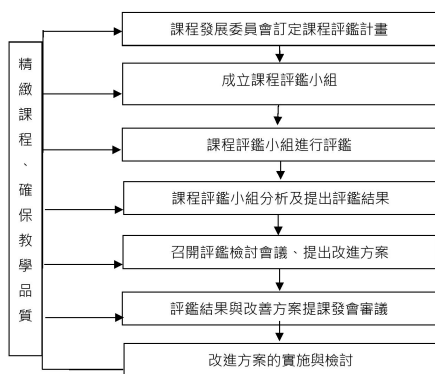 精緻課程、確保教學品質
課程發展委員會訂定課程評鑑計畫
成立課程評鑑小組
課程評鑑小組進行評鑑
課程評鑑小組分析及提出評鑑結果
召開評鑑檢討會議、提出改進方案
評鑑結果與改善方案提課發會審議
改進方案的實施與檢討